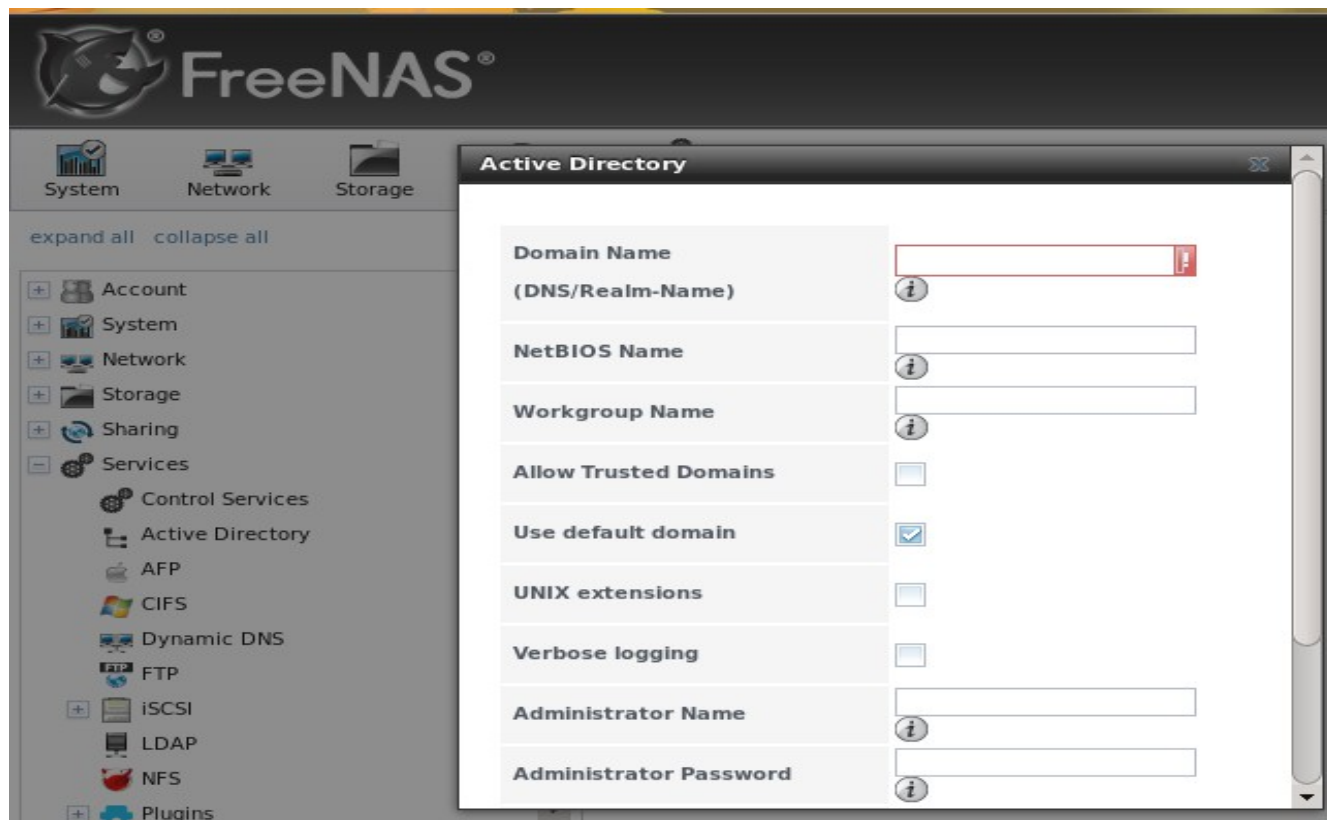 FreeNAS®
System
Network
Storage
expand all collapse all
Account
System
Network
Storage
Sharing
Services
Control Services
Active Directory
AFP
CIFS
Dynamic DNS
FTP
iSCSI
LDAP
NFS
Plugins
Active Directory
Domain Name
(DNS/Realm-Name)
NetBIOS Name
Workgroup Name
Allow Trusted Domains
Use default domain
UNIX extensions
Verbose logging
Administrator Name
Administrator Password